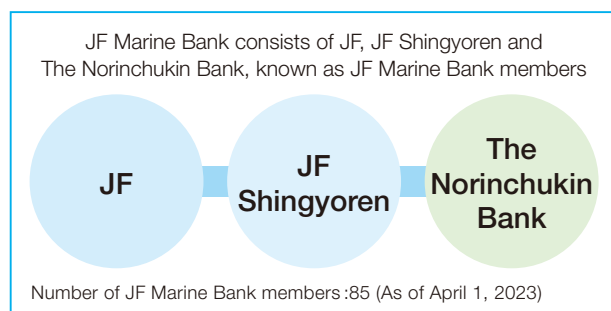 JF Marine Bank consists of JF, JF Shingyoren and
The Norinchukin Bank, known as JF Marine Bank members
JF
JF
Shingyoren
The
Norinchukin
Bank
Number of JF Marine Bank members :85 (As of April 1, 2023)